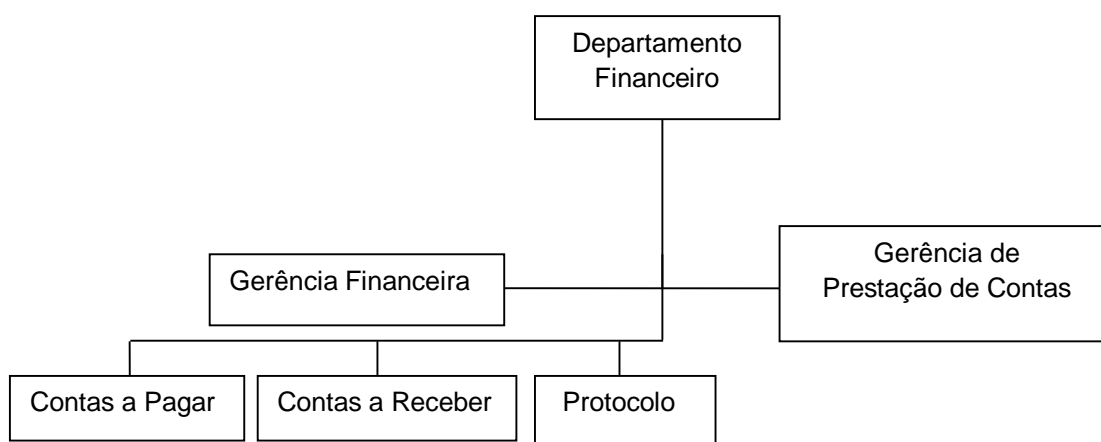 Departamento
Financeiro
Gerência Financeira
Gerência de
Prestação de Contas
Contas a Pagar
Contas a Receber
Protocolo